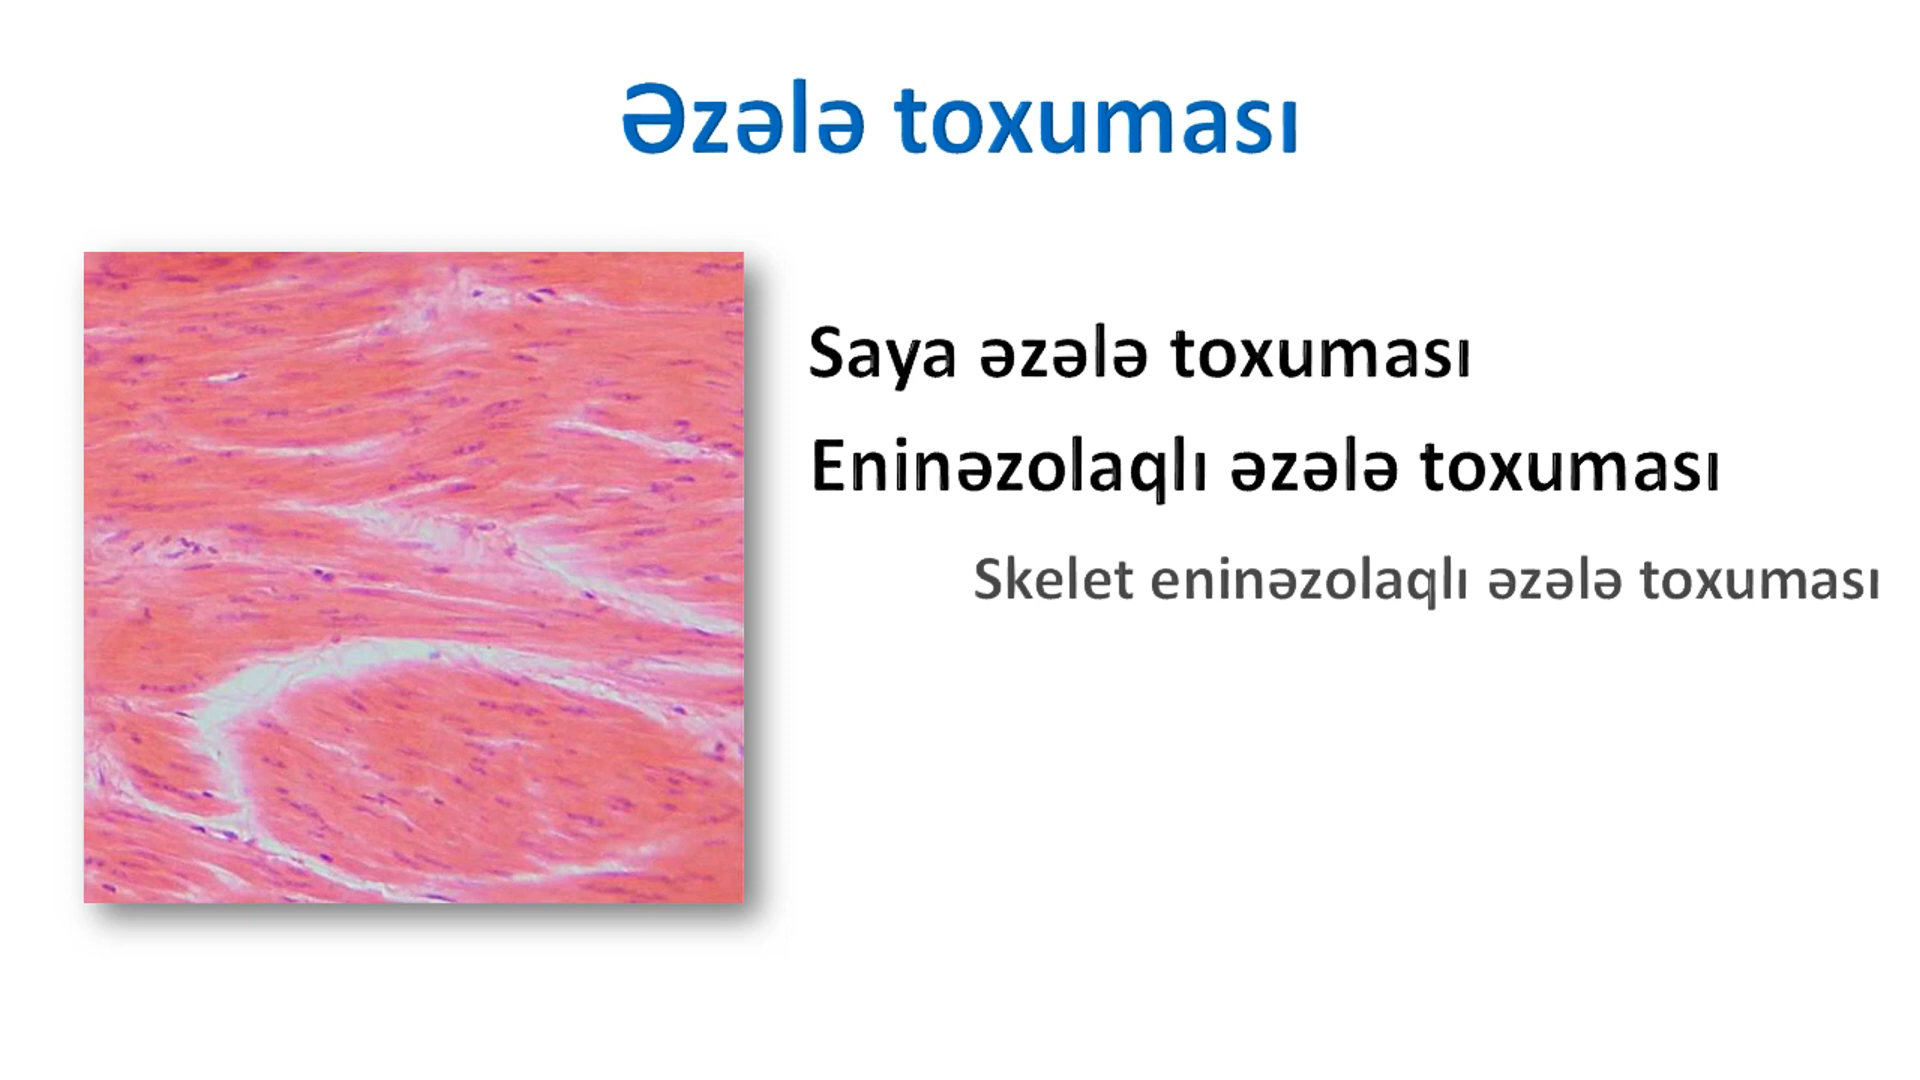 Əzələ toxuması
Saya əzələ toxuması
Eninəzolaqlı əzələ toxuması
Skelet eninəzolaqlı əzələ toxuması